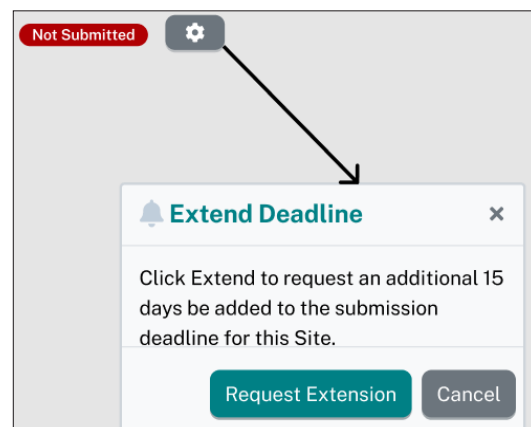 Not Submitted
Extend Deadline
Click Extend to request an additional 15
days be added to the submission
deadline for this Site.
Request Extension Cancel